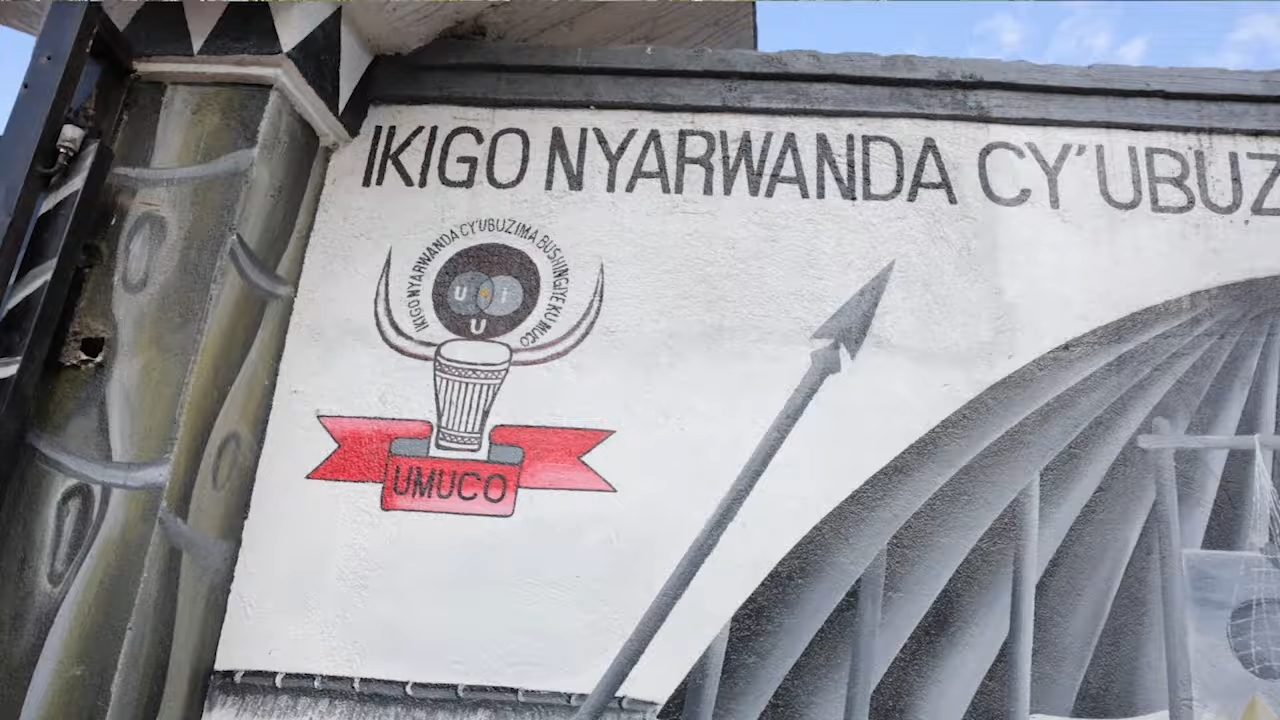 IKIGO NYARWANDA CY'UBUZ
IKIGO NYARWANDA CY'UBUZIMA BUSHINGIYE KU MUCO
U i
U
UMUCO